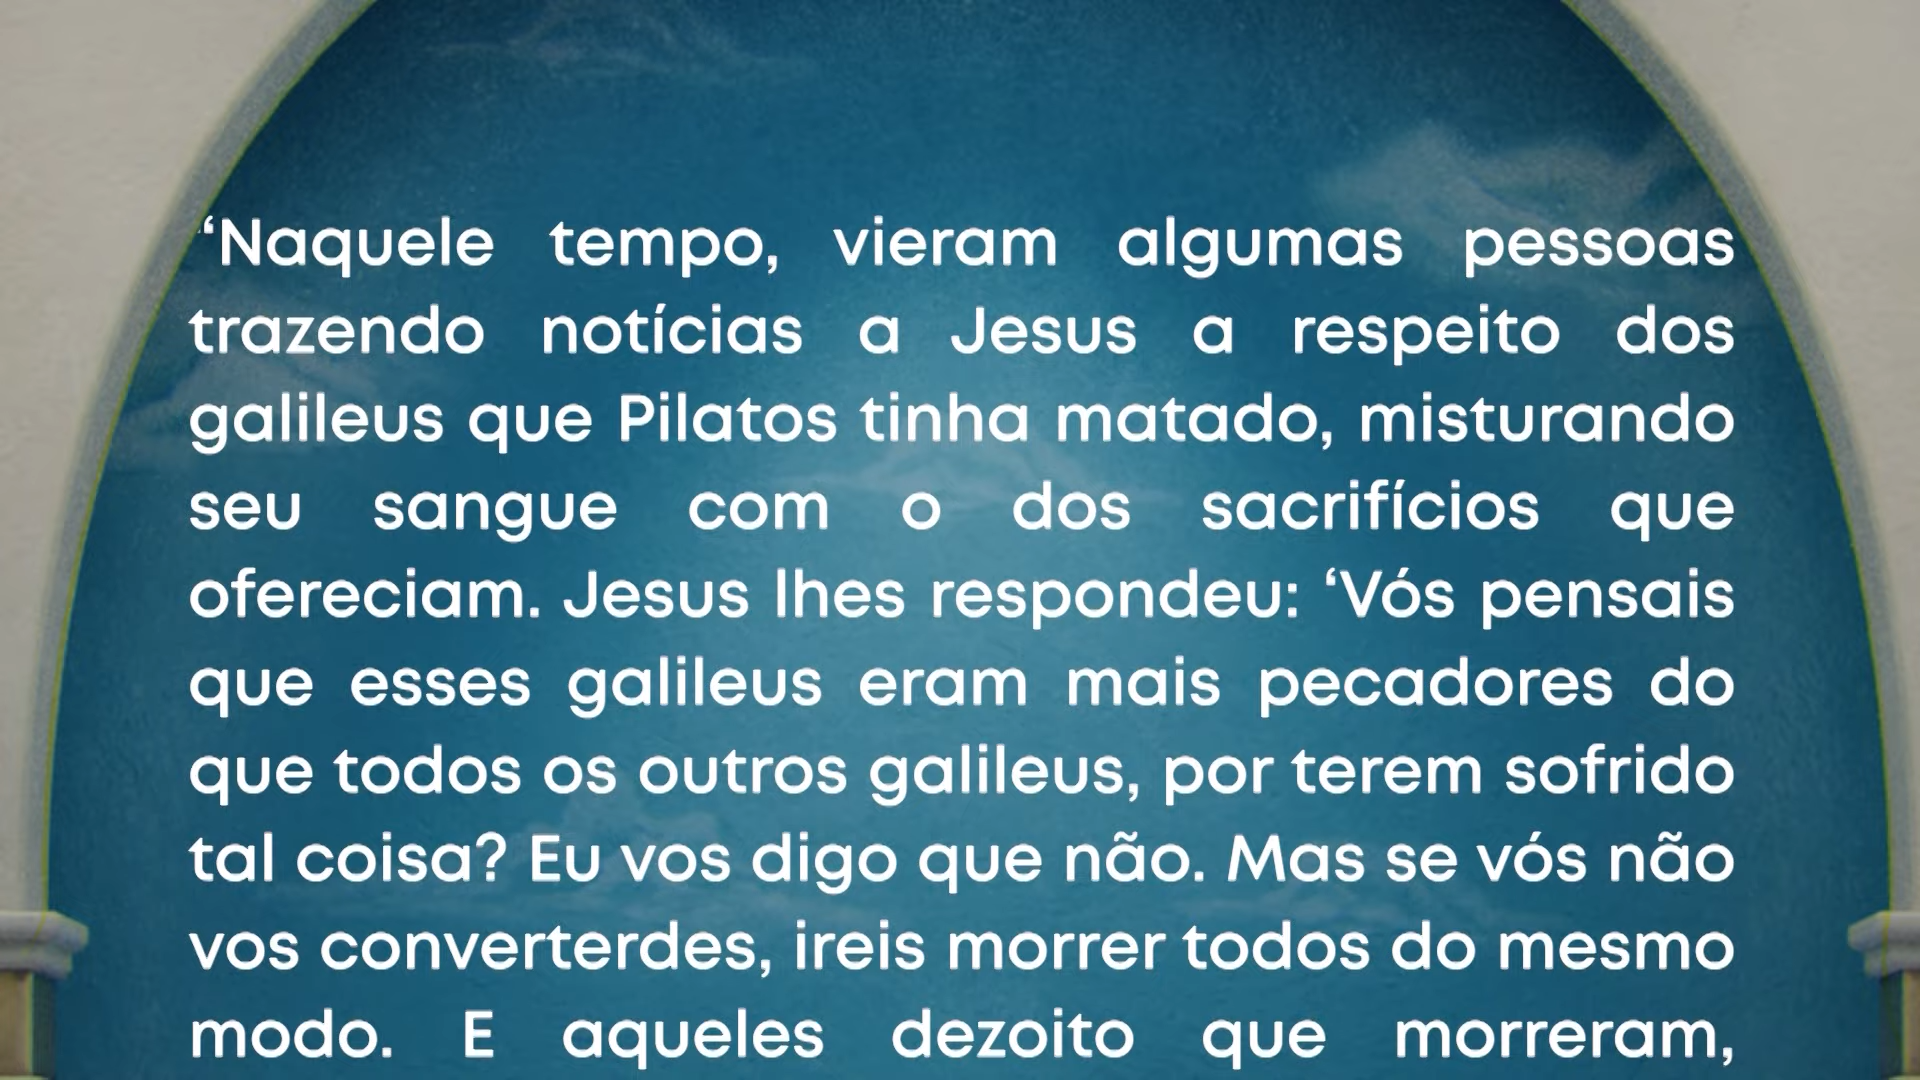 “Naquele tempo, vieram algumas pessoas
trazendo notícias a Jesus a respeito dos
galileus que Pilatos tinha matado, misturando
seu sangue com o dos sacrifícios que
ofereciam. Jesus lhes respondeu: ‘Vós pensais
que esses galileus eram mais pecadores do
que todos os outros galileus, por terem sofrido
tal coisa? Eu vos digo que não. Mas se vós não
vos converterdes, ireis morrer todos do mesmo
modo. E aqueles dezoito que morreram,